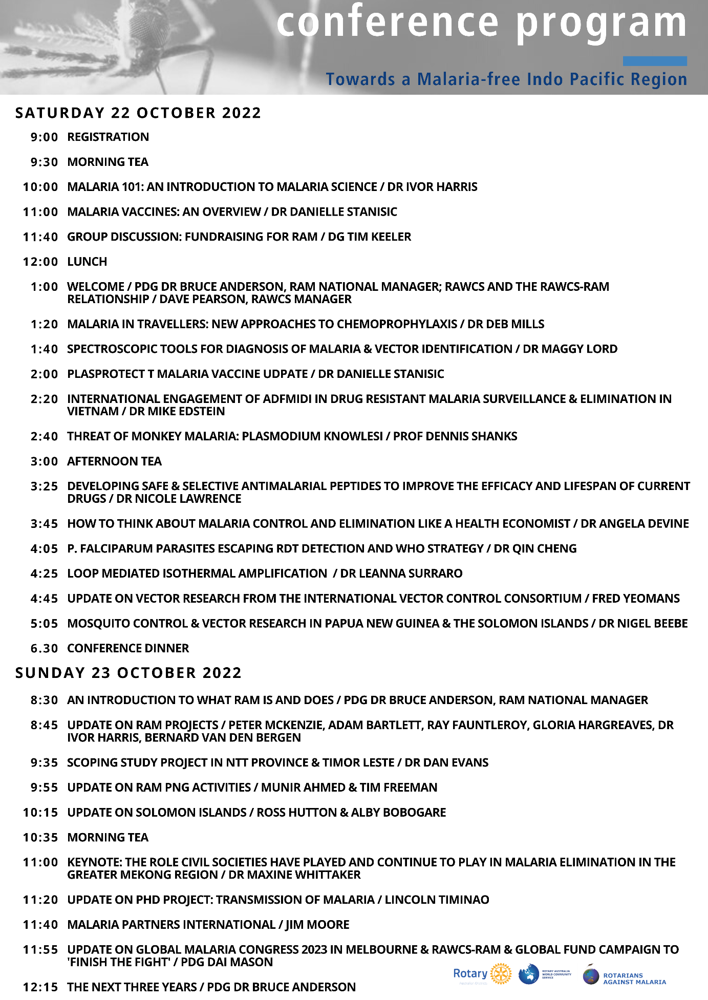 conference program
Towards a Malaria-free Indo Pacific Region
SATURDAY 22 OCTOBER 2022
9:00 REGISTRATION
9:30 MORNING TEA
10:00 MALARIA 101: AN INTRODUCTION TO MALARIA SCIENCE / DR IVOR HARRIS
11:00 MALARIA VACCINES: AN OVERVIEW / DR DANIELLE STANISIC
11:40 GROUP DISCUSSION: FUNDRAISING FOR RAM / DG TIM KEELER
12:00 LUNCH
1:00 WELCOME / PDG DR BRUCE ANDERSON, RAM NATIONAL MANAGER; RAWCS AND THE RAWCS-RAM
RELATIONSHIP / DAVE PEARSON, RAWCS MANAGER
1:20 MALARIA IN TRAVELLERS: NEW APPROACHES TO CHEMOPROPHYLAXIS / DR DEB MILLS
1:40 SPECTROSCOPIC TOOLS FOR DIAGNOSIS OF MALARIA & VECTOR IDENTIFICATION / DR MAGGY LORD
2:00 PLASPROTECT T MALARIA VACCINE UDPATE / DR DANIELLE STANISIC
2:20 INTERNATIONAL ENGAGEMENT OF ADFMIDI IN DRUG RESISTANT MALARIA SURVEILLANCE & ELIMINATION IN
VIETNAM / DR MIKE EDSTEIN
2:40 THREAT OF MONKEY MALARIA: PLASMODIUM KNOWLESI / PROF DENNIS SHANKS
3:00 AFTERNOON TEA
3:25 DEVELOPING SAFE & SELECTIVE ANTIMALARIAL PEPTIDES TO IMPROVE THE EFFICACY AND LIFESPAN OF CURRENT
DRUGS / DR NICOLE LAWRENCE
3:45 HOW TO THINK ABOUT MALARIA CONTROL AND ELIMINATION LIKE A HEALTH ECONOMIST / DR ANGELA DEVINE
4:05 P. FALCIPARUM PARASITES ESCAPING RDT DETECTION AND WHO STRATEGY / DR QIN CHENG
4:25 LOOP MEDIATED ISOTHERMAL AMPLIFICATION / DR LEANNA SURRARO
4:45 UPDATE ON VECTOR RESEARCH FROM THE INTERNATIONAL VECTOR CONTROL CONSORTIUM / FRED YEOMANS
5:05 MOSQUITO CONTROL & VECTOR RESEARCH IN PAPUA NEW GUINEA & THE SOLOMON ISLANDS / DR NIGEL BEEBE
6.30 CONFERENCE DINNER
SUNDAY 23 OCTOBER 2022
8:30 AN INTRODUCTION TO WHAT RAM IS AND DOES / PDG DR BRUCE ANDERSON, RAM NATIONAL MANAGER
8:45 UPDATE ON RAM PROJECTS / PETER MCKENZIE, ADAM BARTLETT, RAY FAUNTLEROY, GLORIA HARGREAVES, DR
IVOR HARRIS, BERNARD VAN DEN BERGEN
9:35 SCOPING STUDY PROJECT IN NTT PROVINCE & TIMOR LESTE / DR DAN EVANS
9:55 UPDATE ON RAM PNG ACTIVITIES / MUNIR AHMED & TIM FREEMAN
10:15 UPDATE ON SOLOMON ISLANDS / ROSS HUTTON & ALBY BOBOGARE
10:35 MORNING TEA
11:00 KEYNOTE: THE ROLE CIVIL SOCIETIES HAVE PLAYED AND CONTINUE TO PLAY IN MALARIA ELIMINATION IN THE
GREATER MEKONG REGION / DR MAXINE WHITTAKER
11:20 UPDATE ON PHD PROJECT: TRANSMISSION OF MALARIA / LINCOLN TIMINAO
11:40 MALARIA PARTNERS INTERNATIONAL / JIM MOORE
11:55 UPDATE ON GLOBAL MALARIA CONGRESS 2023 IN MELBOURNE & RAWCS-RAM & GLOBAL FUND CAMPAIGN TO
'FINISH THE FIGHT' / PDG DAI MASON
12:15 THE NEXT THREE YEARS / PDG DR BRUCE ANDERSON
Rotary
Australian Districts
ROTARY AUSTRALIA
WORLD COMMUNITY
SERVICE
ROTARIANS
AGAINST MALARIA